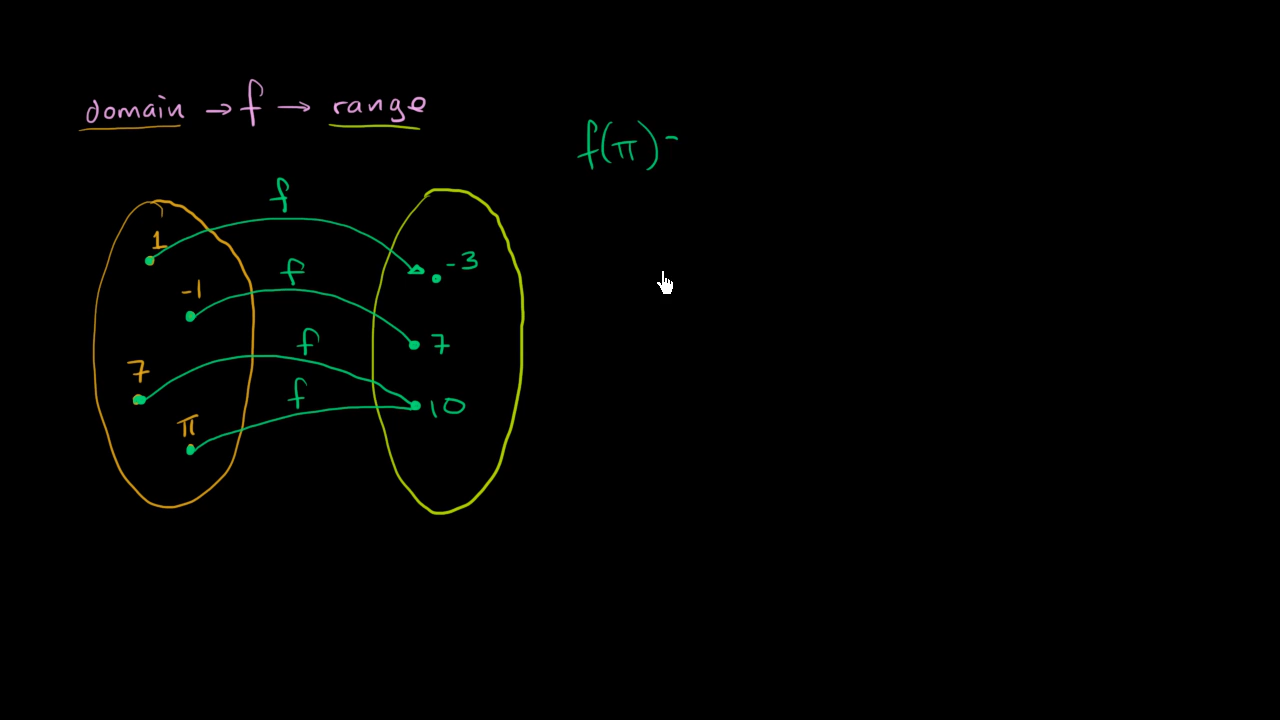 domain → f → range
f(π) -
f
1
-3
f
-1
7
f
7
10
f
π